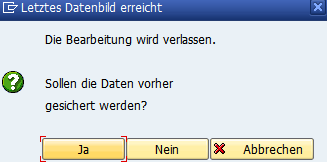 Letztes Datenbild erreicht
Die Bearbeitung wird verlassen.
Sollen die Daten vorher
gesichert werden?
Ja
Nein
Abbrechen